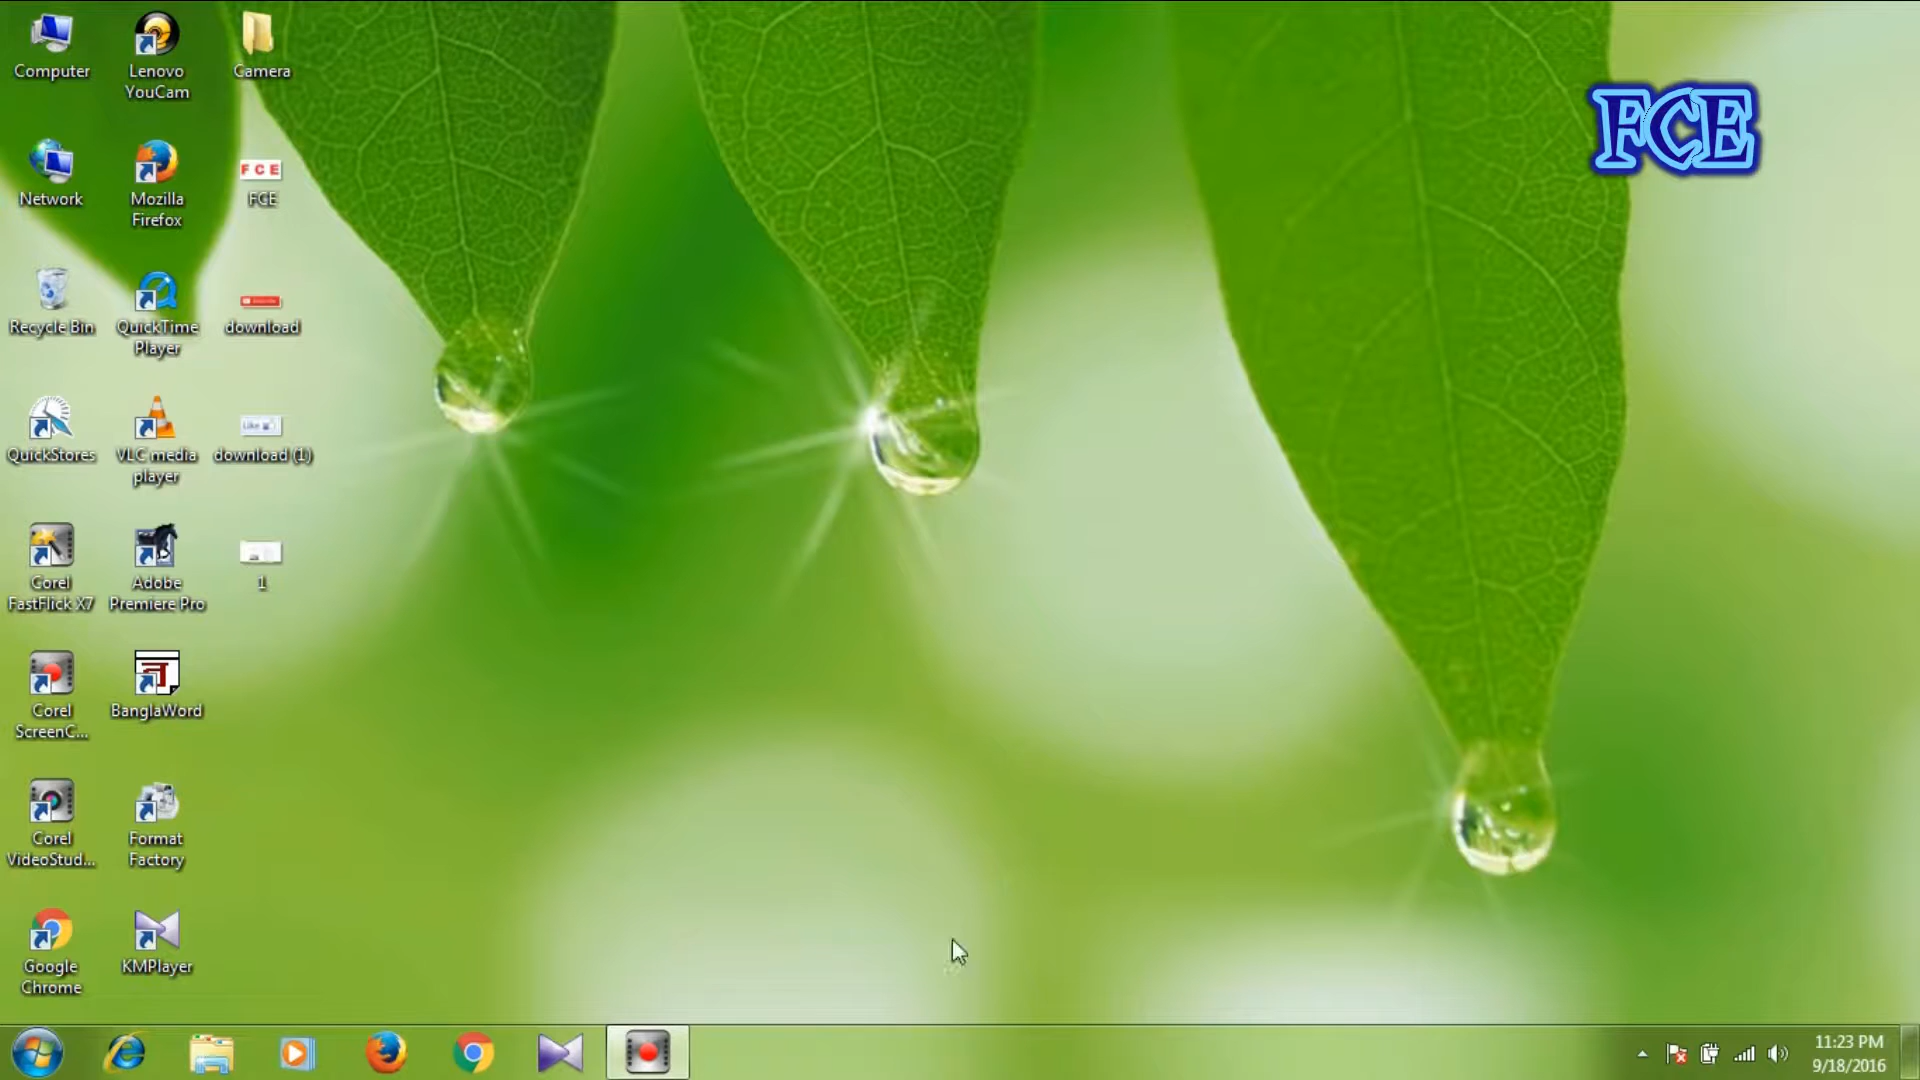 Computer
Lenovo
YouCam
Camera
FCE
Network
Mozilla
Firefox
F C E
FCE
Recycle Bin
QuickTime
Player
download
QuickStores
VLC media
player
Like
download (1)
Corel
FastFlick X7
Adobe
Premiere Pro
1
Corel
ScreenC...
BanglaWord
Corel
VideoStud...
Format
Factory
Google
Chrome
KMPlayer
11:23 PM
9/18/2016